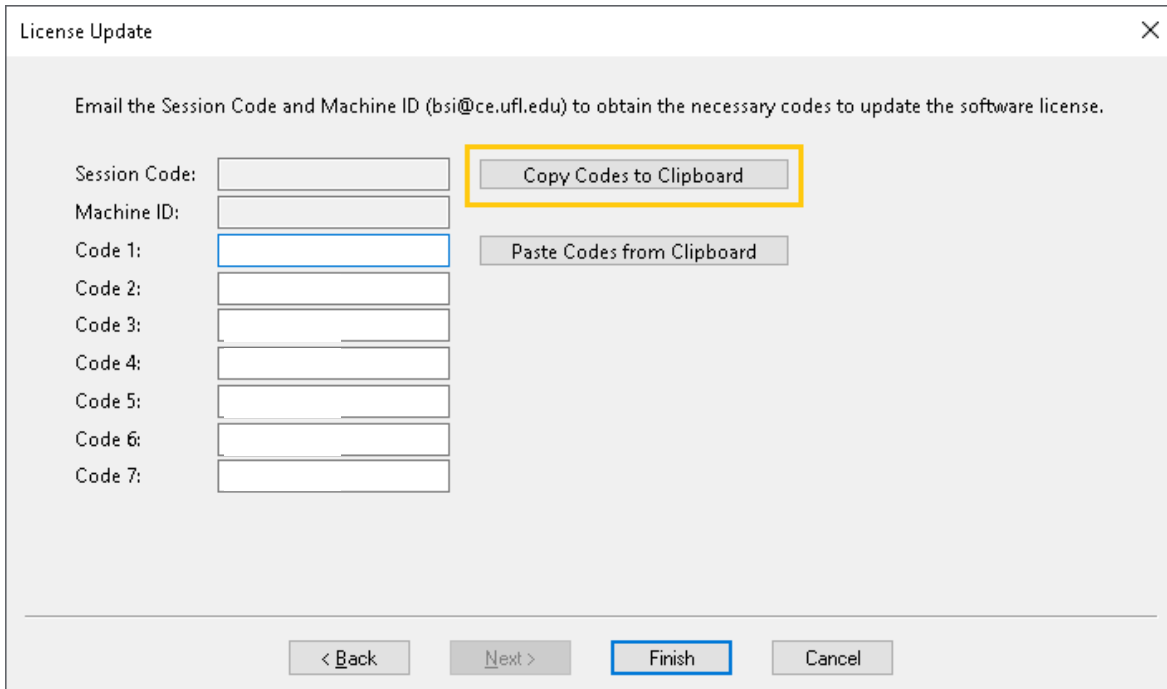 License Update
Email the Session Code and Machine ID (bsi@ce.ufl.edu) to obtain the necessary codes to update the software license.
Session Code:
Copy Codes to Clipboard
Machine ID:
Code 1:
Paste Codes from Clipboard
Code 2:
Code 3:
Code 4:
Code 5:
Code 6:
Code 7:
< Back
Next >
Finish
Cancel